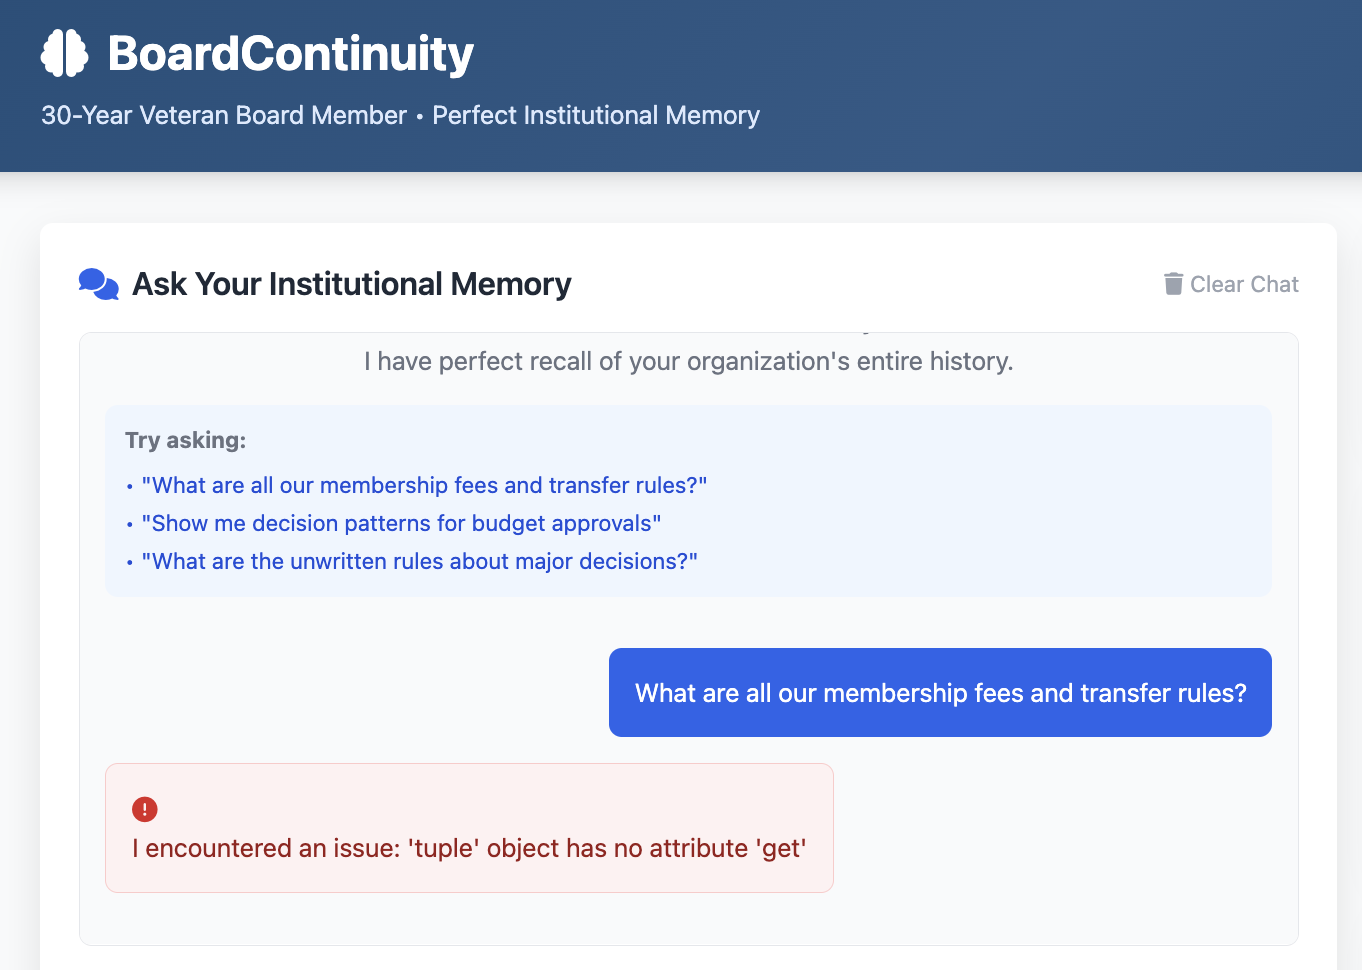 BoardContinuity
30-Year Veteran Board Member • Perfect Institutional Memory
Ask Your Institutional Memory
Clear Chat
I have perfect recall of your organization's entire history.
Try asking:
• "What are all our membership fees and transfer rules?"
• "Show me decision patterns for budget approvals"
• "What are the unwritten rules about major decisions?"
What are all our membership fees and transfer rules?
I encountered an issue: 'tuple' object has no attribute 'get'